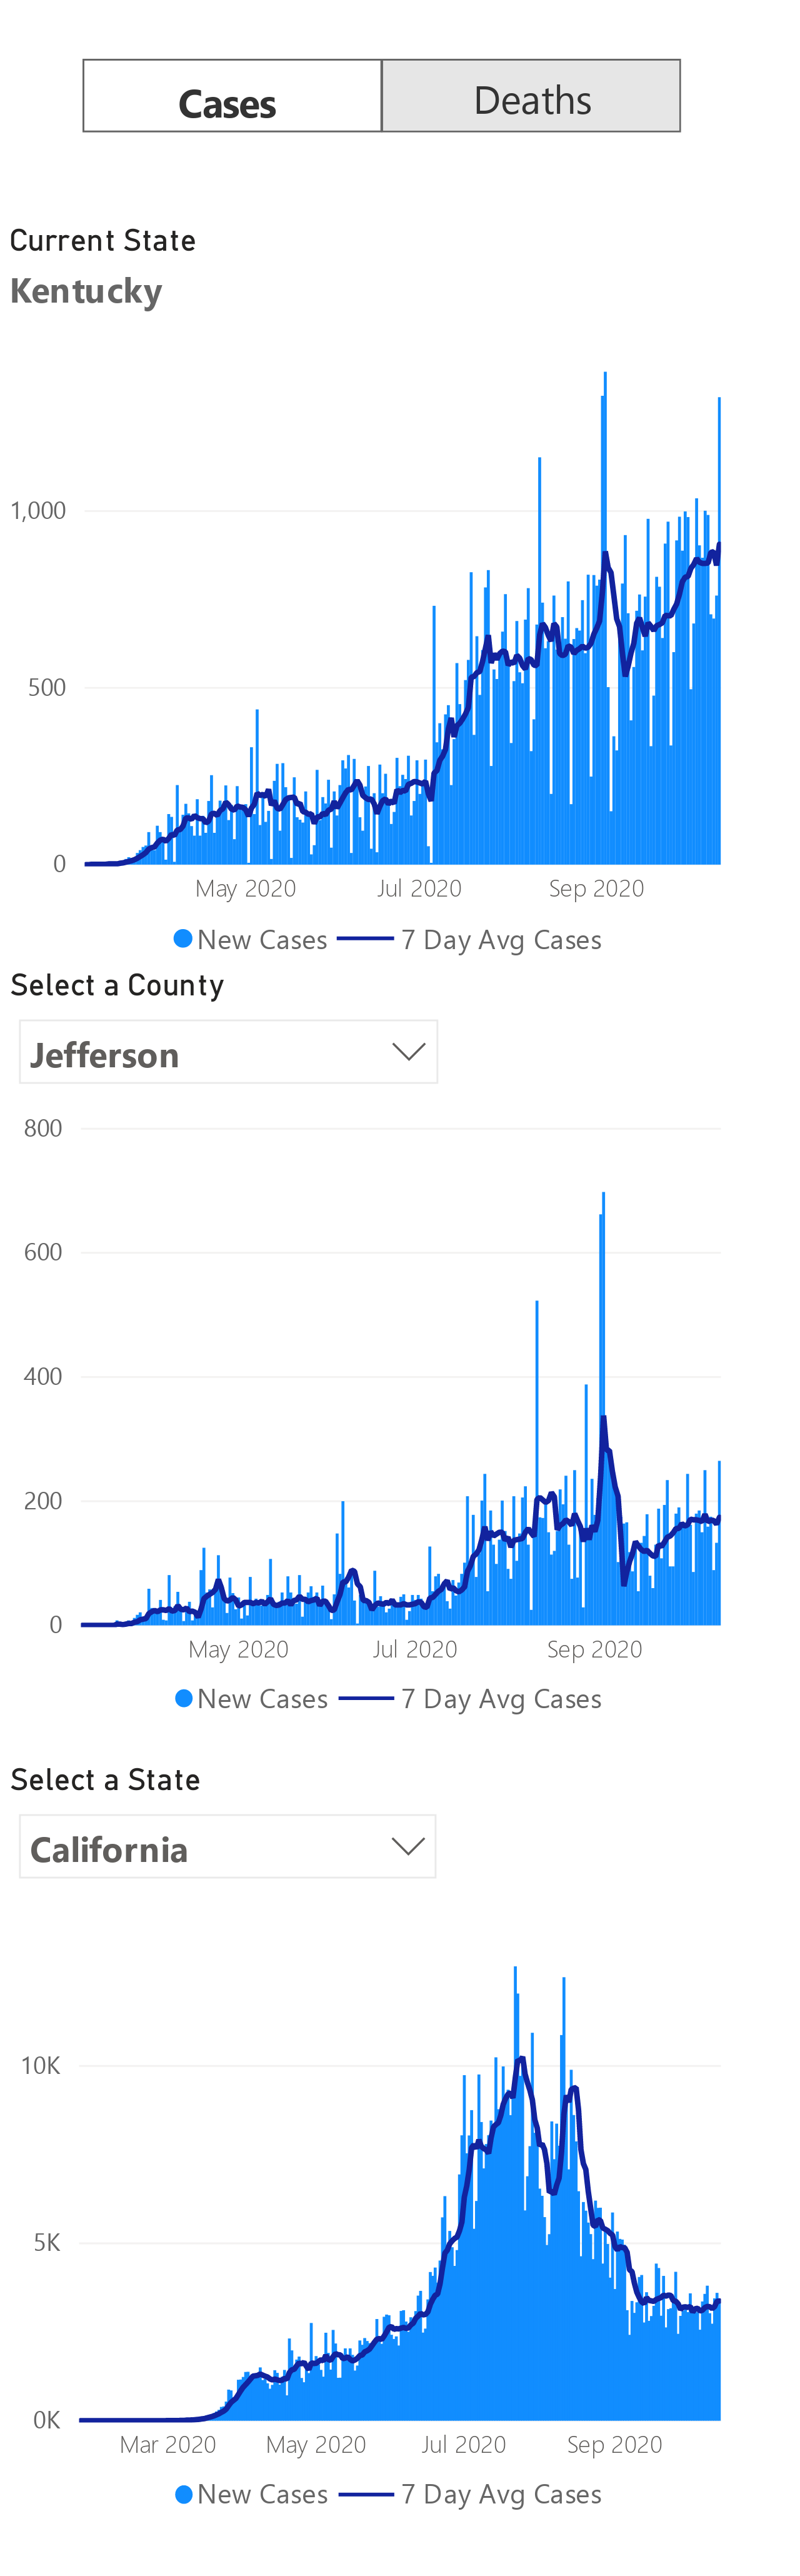 Cases Deaths
Current State
Kentucky
1,000
500
0
May 2020 Jul 2020 Sep 2020
New Cases 7 Day Avg Cases
Select a County
Jefferson
800
600
400
200
0
May 2020 Jul 2020 Sep 2020
New Cases 7 Day Avg Cases
Select a State
California
10K
5K
0K
Mar 2020 May 2020 Jul 2020 Sep 2020
New Cases 7 Day Avg Cases